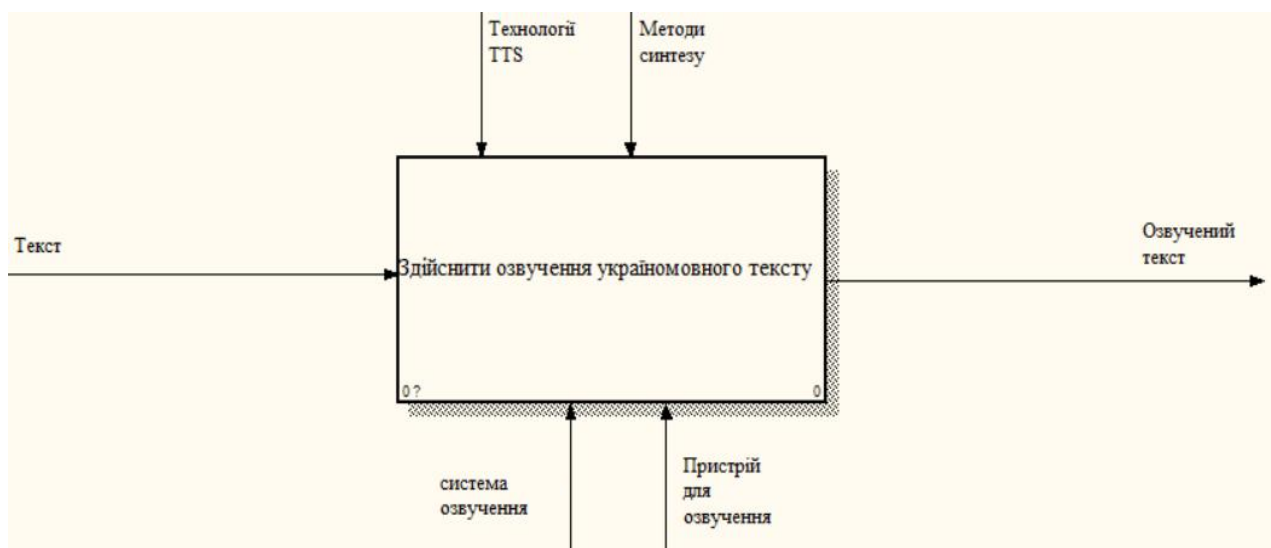 Технології
TTS
Методи
синтезу
Текст
Здійснити озвучення україномовного тексту
Озвучений
текст
0 ?
0
система
озвучення
Пристрій
для
озвучення